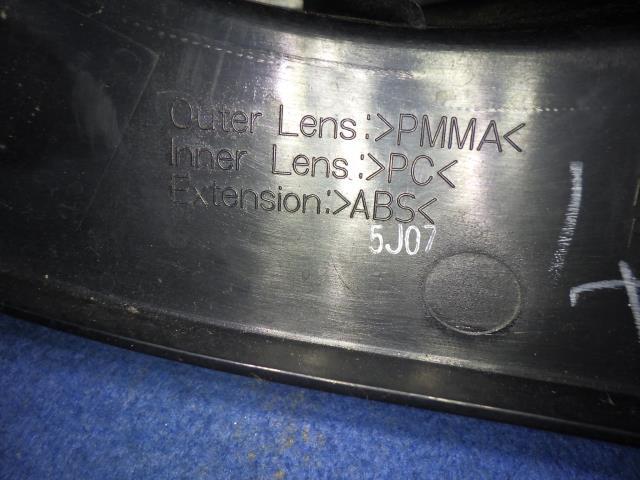 Outer Lens:>PMMA<
Inner Lens:>PC<
Extension:>ABS<
5J07